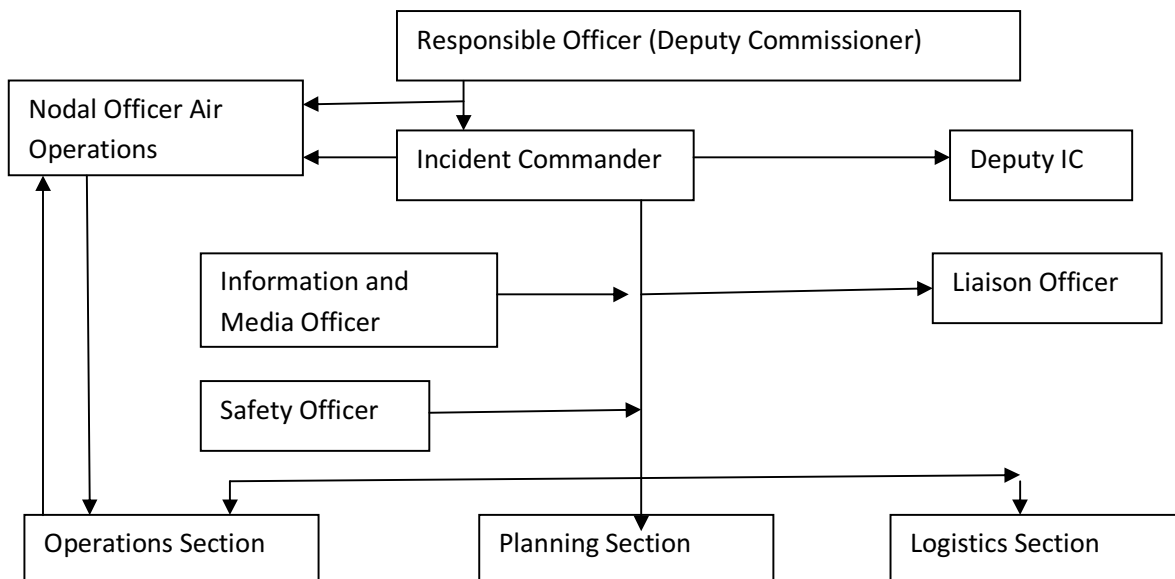 Responsible Officer (Deputy Commissioner)
Nodal Officer Air
Operations
Incident Commander
Deputy IC
Information and
Media Officer
Liaison Officer
Safety Officer
Operations Section
Planning Section
Logistics Section